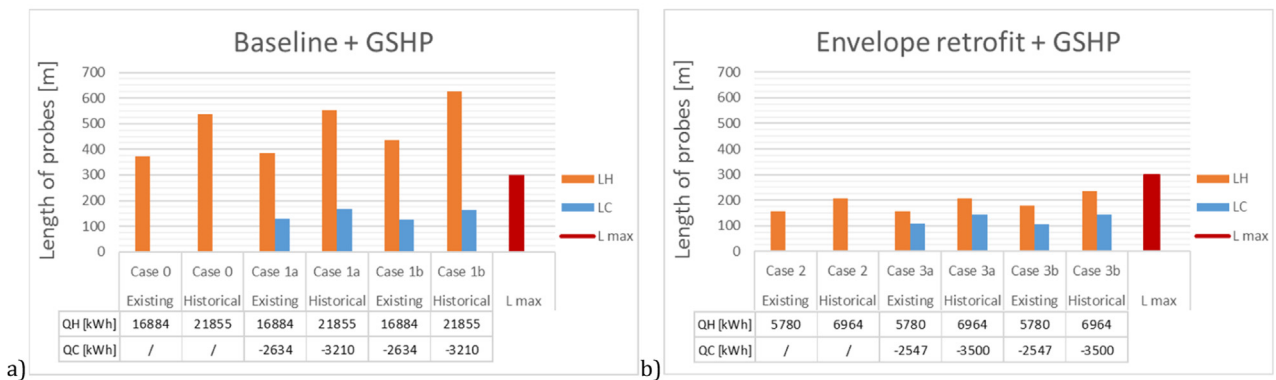 Baseline + GSHP
Length of probes [m]
700
600
500
400
300
200
100
0
LH
LC
L max
Case 0 Case 0 Case 1a Case 1a Case 1b Case 1b
Existing Historical Existing Historical Existing Historical L max
QH [kWh] 16884 21855 16884 21855 16884 21855
QC [kWh] / / -2634 -3210 -2634 -3210
a)
Envelope retrofit + GSHP
Length of probes [m]
700
600
500
400
300
200
100
0
LH
LC
L max
Case 2 Case 2 Case 3a Case 3a Case 3b Case 3b
Existing Historical Existing Historical Existing Historical L max
QH [kWh] 5780 6964 5780 6964 5780 6964
QC [kWh] / / -2547 -3500 -2547 -3500
b)